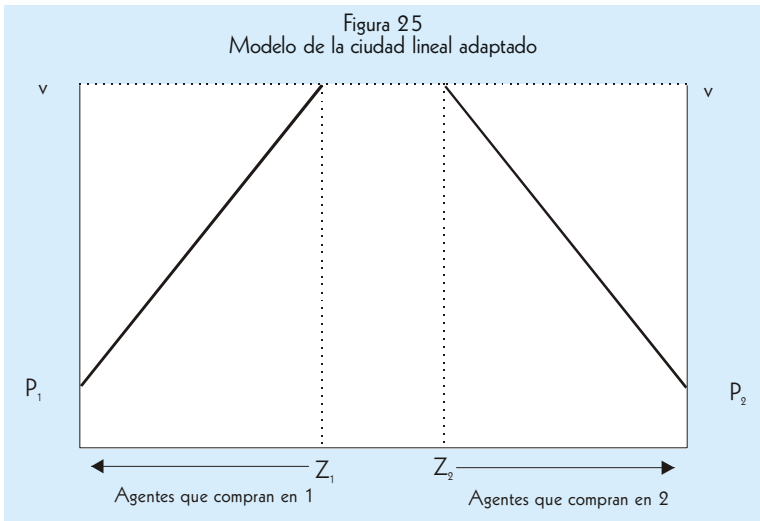 Figura 25
Modelo de la ciudad lineal adaptado
v
v
P₁
P₂
Z₁
Z₂
Agentes que compran en 1
Agentes que compran en 2